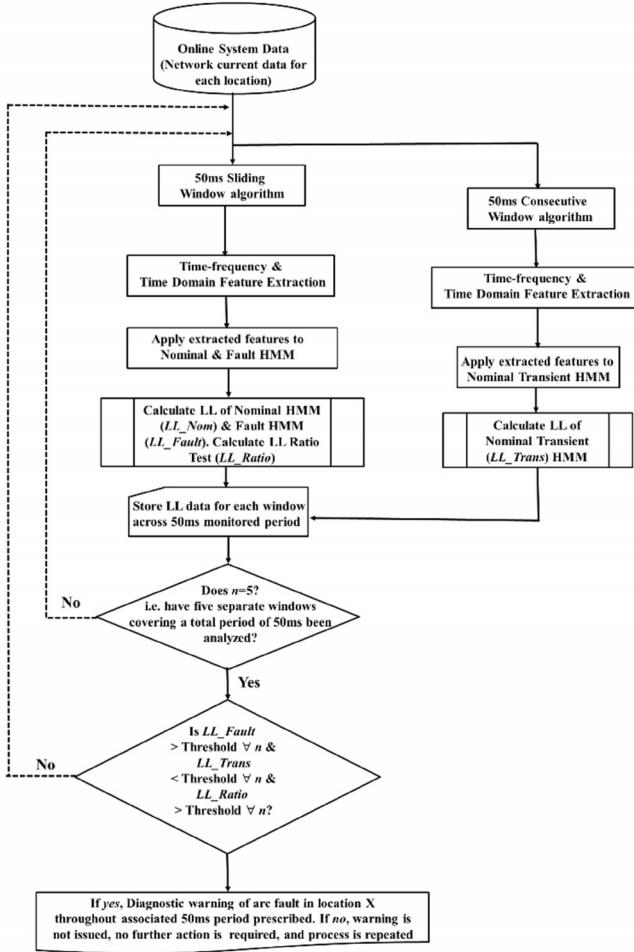 Online System Data
(Network current data for
each location)
50ms Sliding
Window algorithm
50ms Consecutive
Window algorithm
Time-frequency &
Time Domain Feature Extraction
Time-frequency &
Time Domain Feature Extraction
Apply extracted features to
Nominal & Fault HMM
Apply extracted features to
Nominal Transient HMM
Calculate LL of Nominal HMM
(LL_Nom) & Fault HMM
(LL_Fault). Calculate LL Ratio
Test (LL_Ratio)
Calculate LL of
Nominal Transient
(LL_Trans) HMM
Store LL data for each window
across 50ms monitored period
Does n=5?
i.e. have five separate windows
covering a total period of 50ms been
analyzed?
No
Yes
Is LL_Fault
> Threshold ∀ n &
LL_Trans
< Threshold ∀ n &
LL_Ratio
> Threshold ∀ n?
No
If yes, Diagnostic warning of arc fault in location X
throughout associated 50ms period prescribed. If no, warning is
not issued, no further action is required, and process is repeated